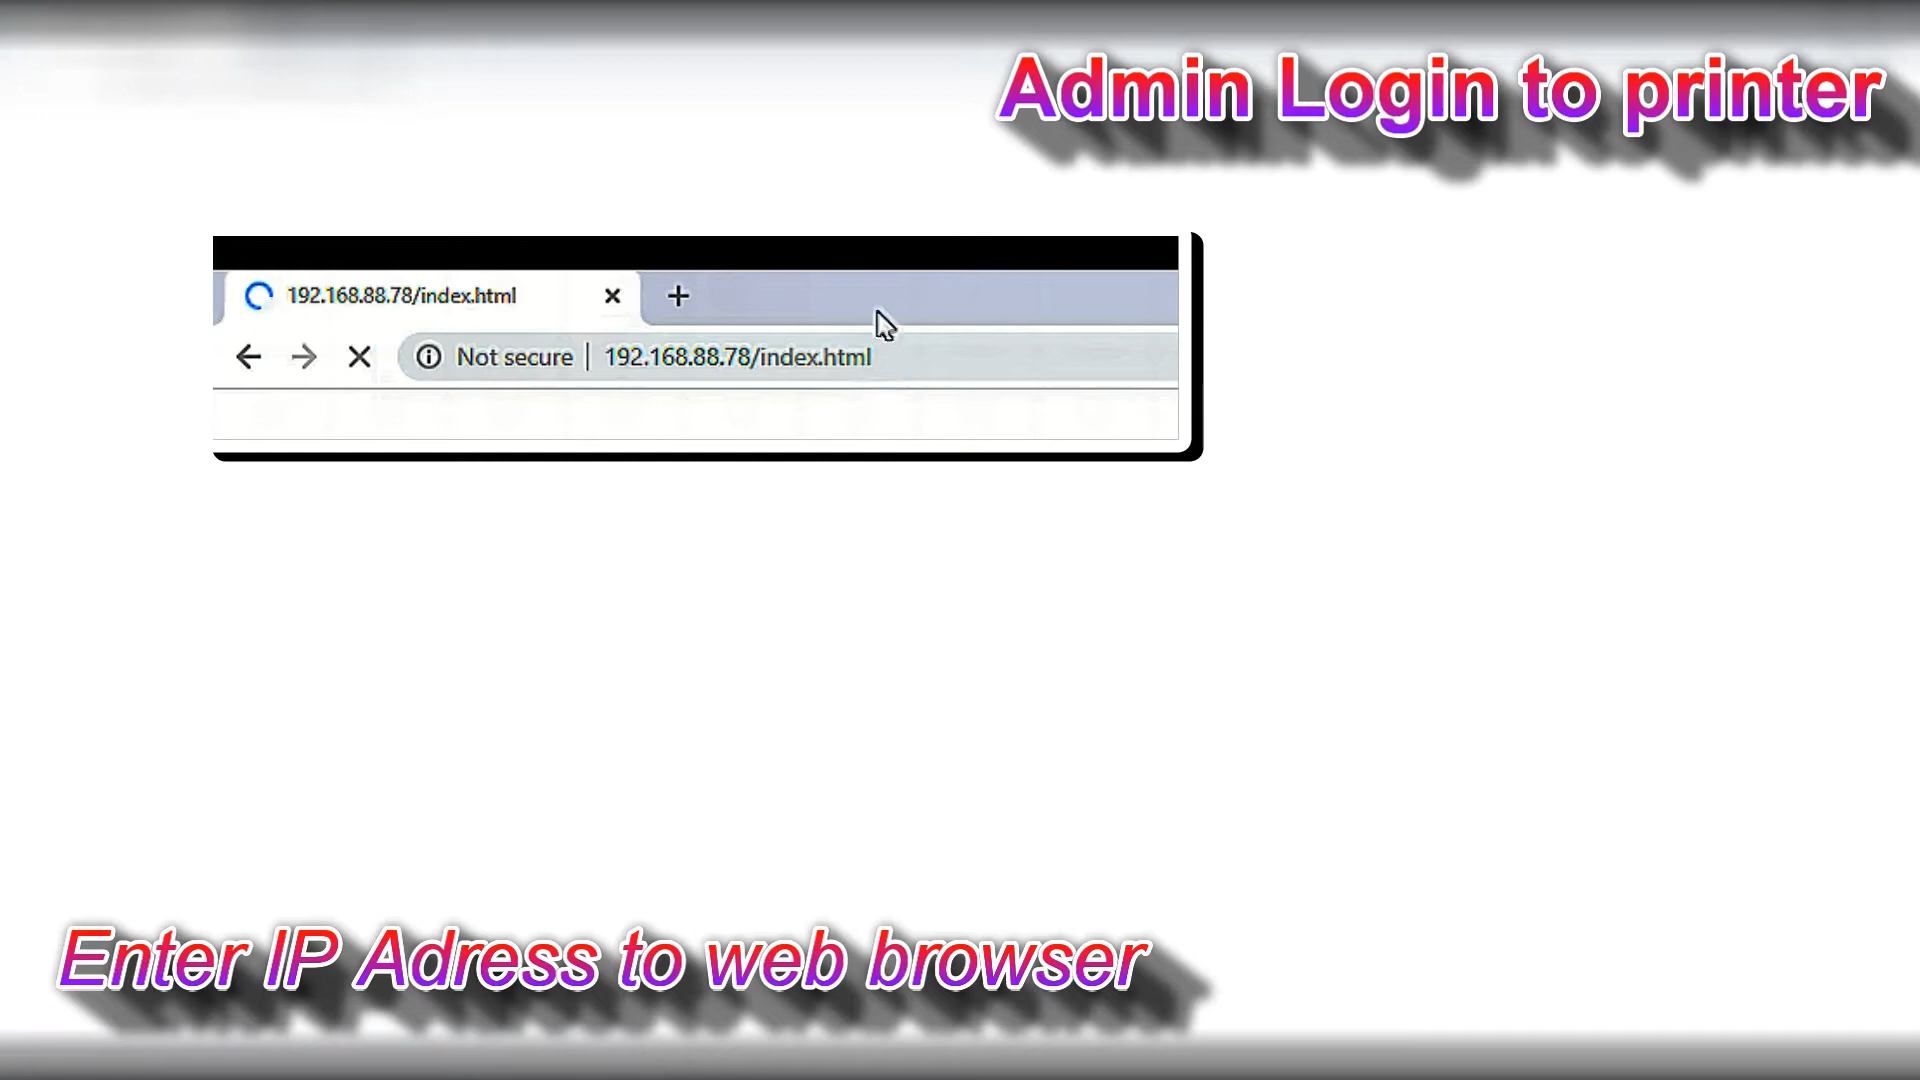 Admin Login to printer
192.168.88.78/index.html
Not secure | 192.168.88.78/index.html
Enter IP Adress to web browser